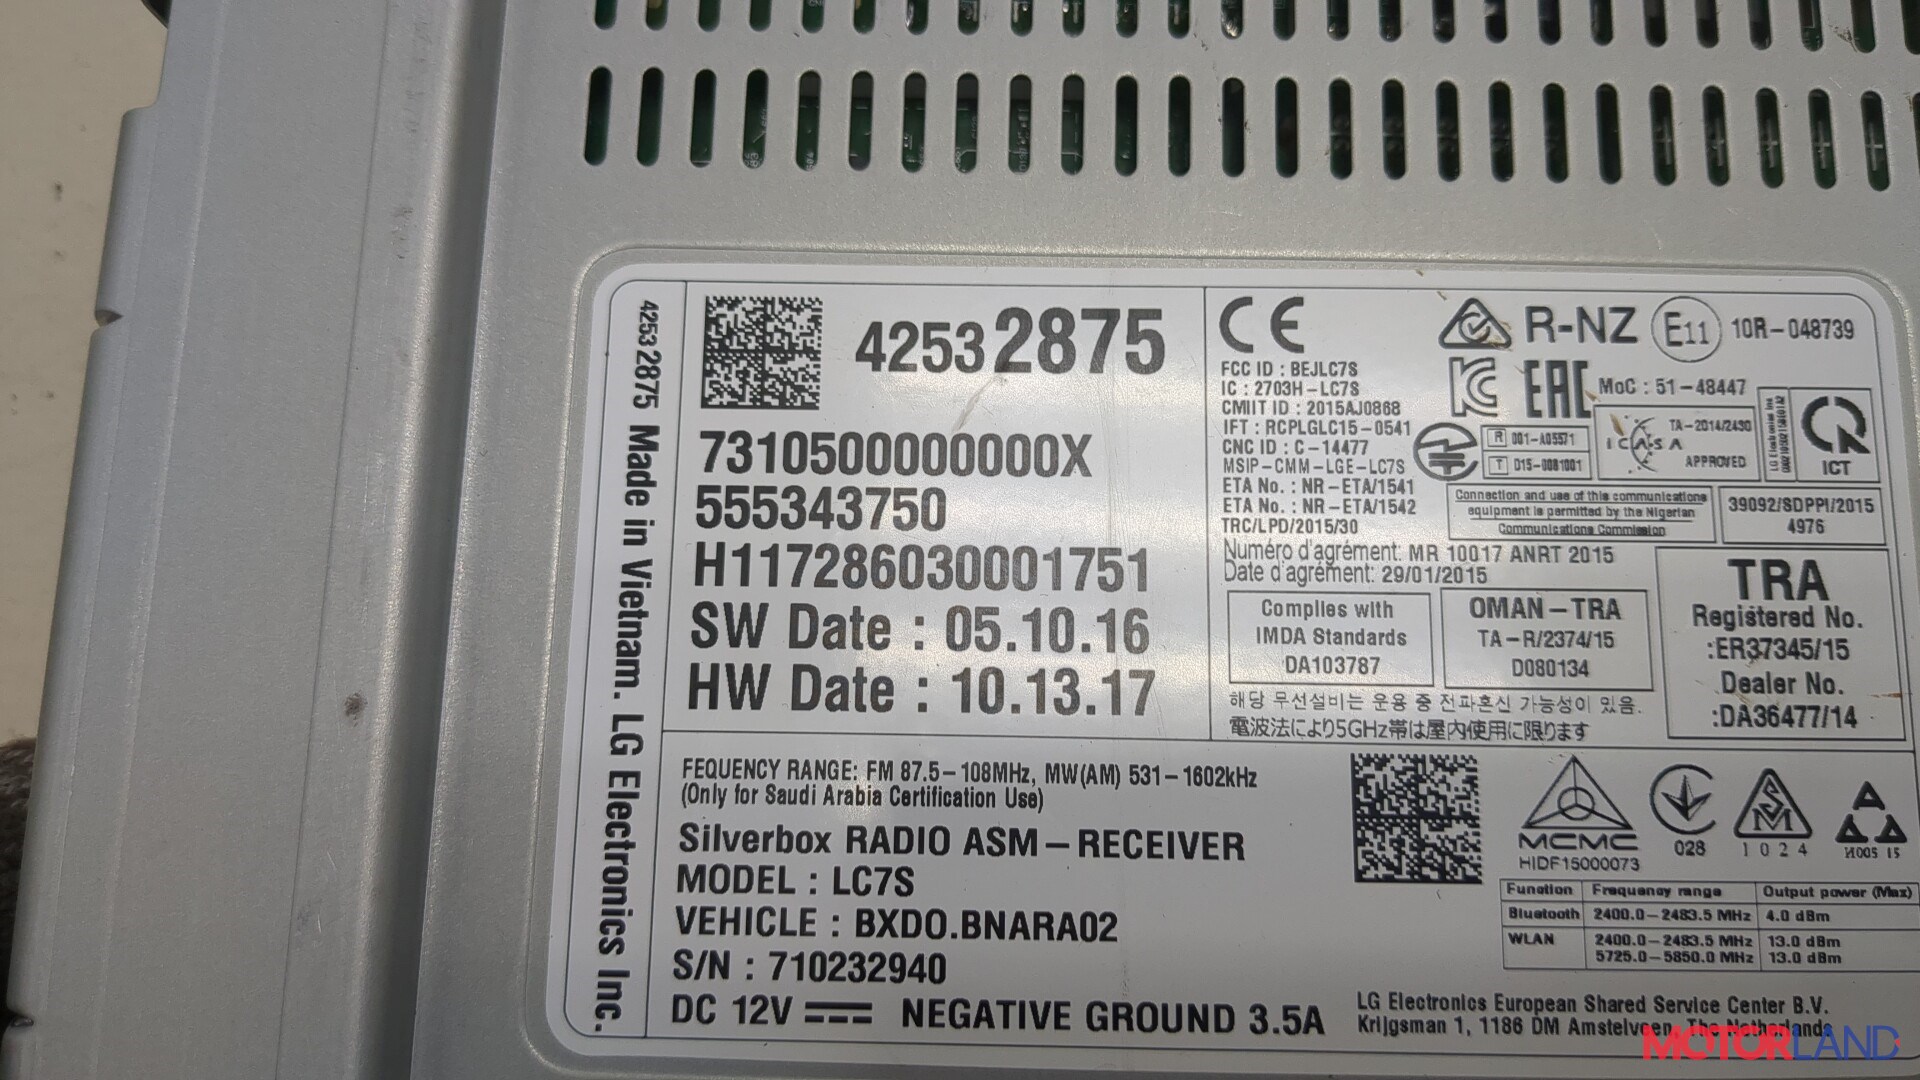 42532875 Made in Vietnam. LG Electronics Inc.
42532875
7310500000000X
555343750
H117286030001751
SW Date : 05.10.16
HW Date : 10.13.17
CE
FCC ID : BEJLC7S
IC : 2703H-LC7S
CMIIT ID : 2015AJ0868
IFT : RCPLGLC15-0541
CNC ID : C-14477
MSIP-CMM-LGE-LC7S
ETA No. : NR-ETA/1541
ETA No. : NR-ETA/1542
TRC/LPD/2015/30
Numéro d'agrément: MR 10017 ANRT 2015
Date d'agrément: 29/01/2015
R-NZ
E11
10R-048739
EAC
MoC : 51-48447
R 001-A05571
T D15-0081001
ICASA
TA-2014/2430
APPROVED
LG Electronics Inc
ICT
Connection and use of this communications
equipment is permitted by the Nigerian
Communications Commission
39092/SDPPI/2015
4976
Complies with
IMDA Standards
DA103787
OMAN-TRA
TA-R/2374/15
D080134
TRA
Registered No.
:ER37345/15
Dealer No.
:DA36477/14
해당 무선설비는 운용 중 전파혼신 가능성이 있음.
電波法により5GHz帯は屋内使用に限ります
FEQUENCY RANGE: FM 87.5-108MHz, MW(AM) 531-1602kHz
(Only for Saudi Arabia Certification Use)
Silverbox RADIO ASM-RECEIVER
MODEL : LC7S
VEHICLE : BXDO.BNARA02
S/N : 710232940
DC 12V NEGATIVE GROUND 3.5A
MCMC
HIDF15000073
028
1024
И005 15
Function Frequency range Output power (Max)
Bluetooth 2400.0-2483.5 MHz 4.0 dBm
WLAN 2400.0-2483.5 MHz 13.0 dBm
5725.0-5850.0 MHz 13.0 dBm
LG Electronics European Shared Service Center B.V.
Krijgsman 1, 1186 DM Amstelveen, The Netherlands
MOTORLAND